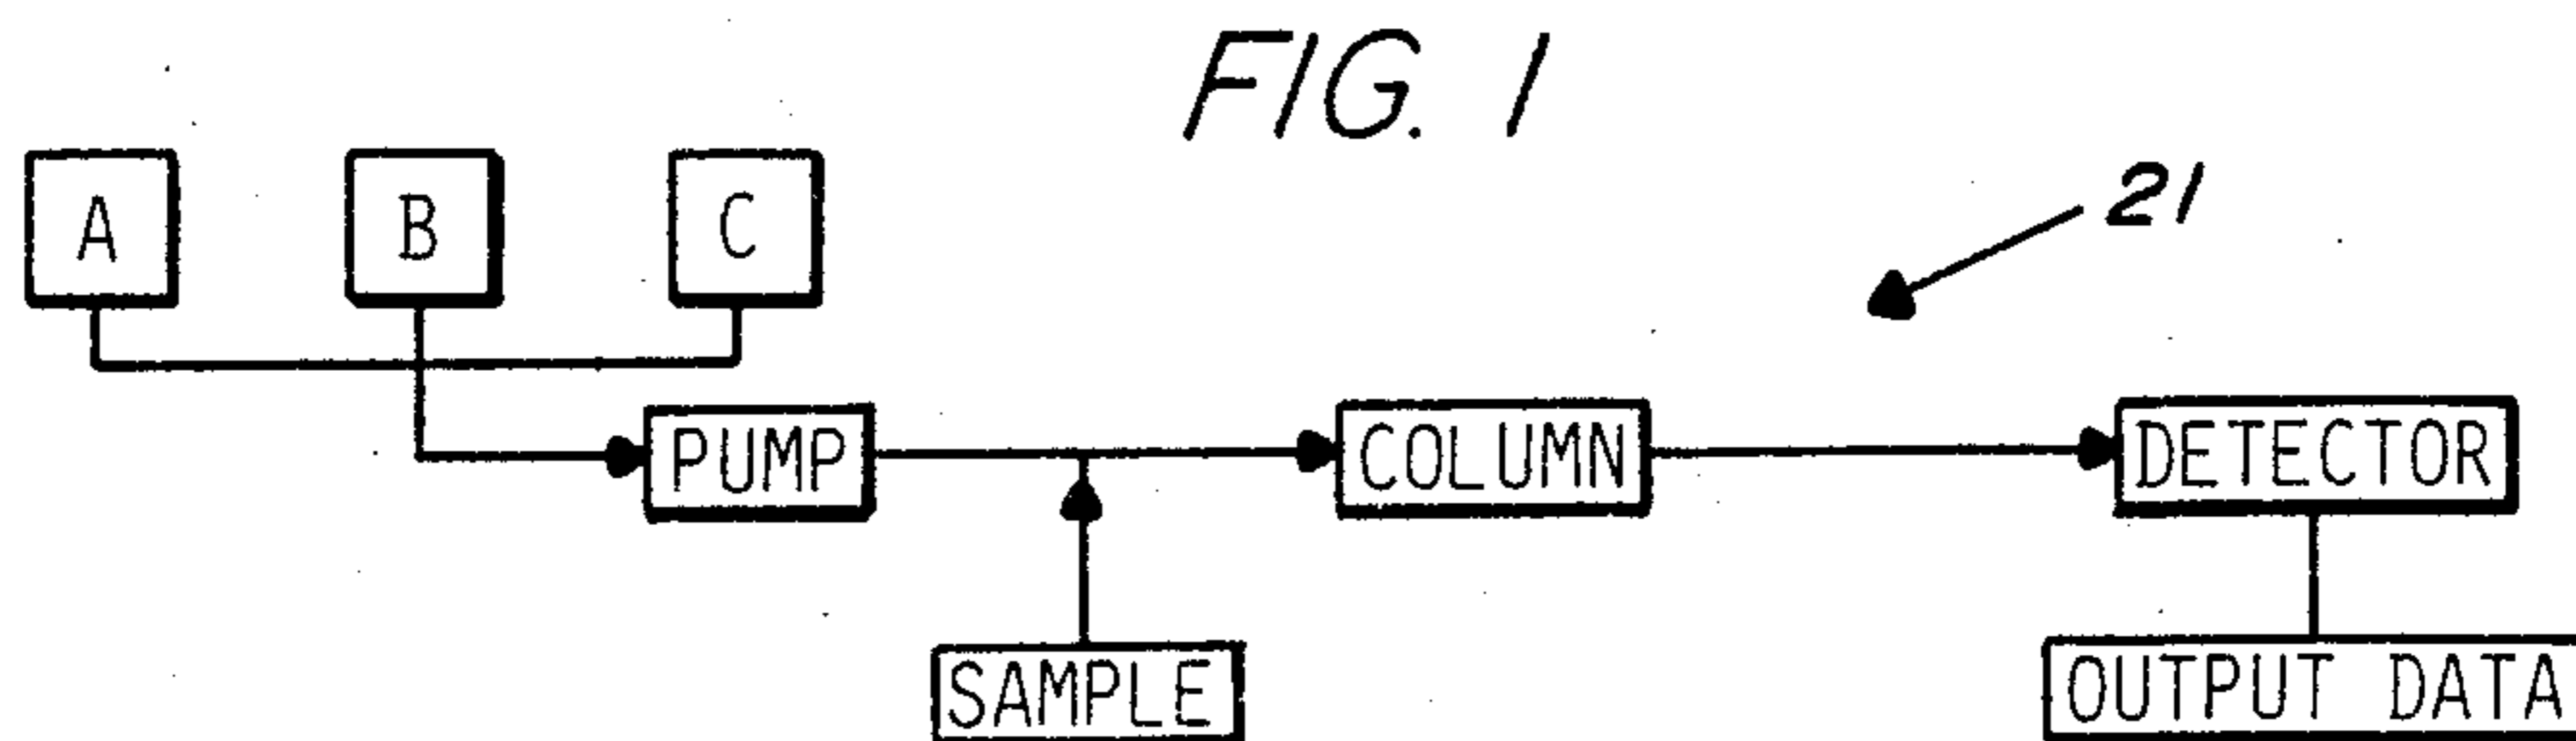 FIG. 1
21
A B C
PUMP COLUMN DETECTOR
SAMPLE OUTPUT DATA